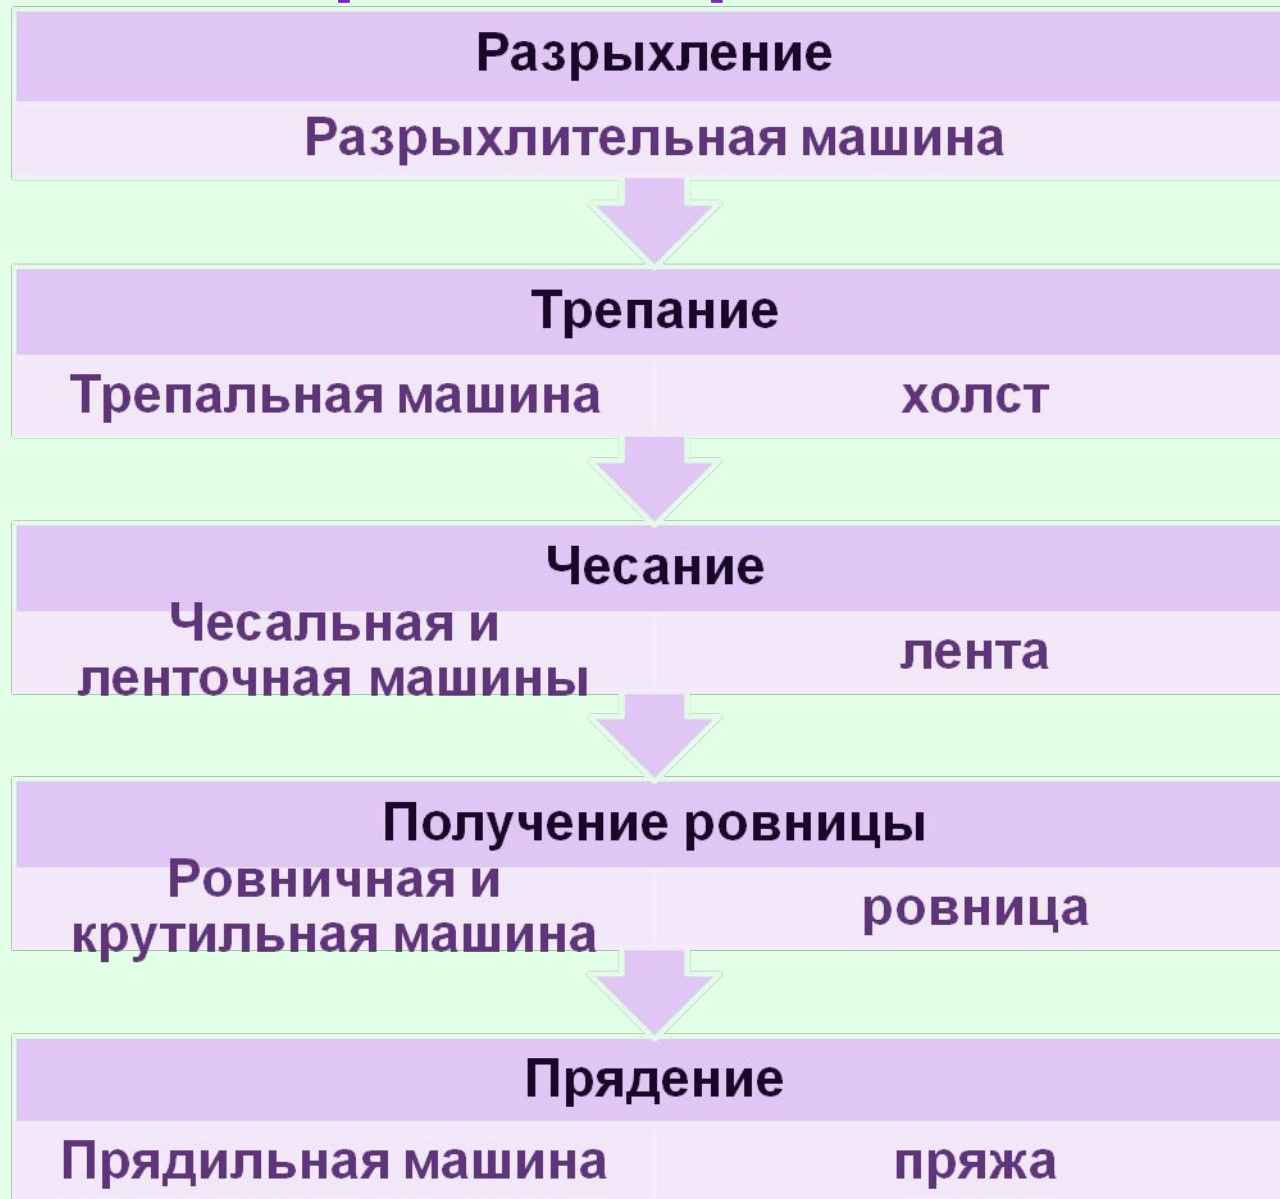 Разрыхление
Разрыхлительная машина
Трепание
Трепальная машина
холст
Чесание
Чесальная и
ленточная машины
лента
Получение ровницы
Ровничная и
крутильная машина
ровница
Прядение
Прядильная машина
пряжа